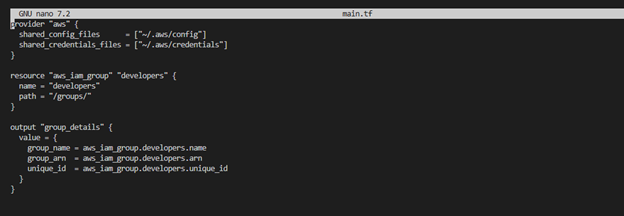 GNU nano 7.2 main.tf
provider "aws" {
  shared_config_files      = ["~/.aws/config"]
  shared_credentials_files = ["~/.aws/credentials"]
}

resource "aws_iam_group" "developers" {
  name = "developers"
  path = "/groups/"
}

output "group_details" {
  value = {
    group_name = aws_iam_group.developers.name
    group_arn  = aws_iam_group.developers.arn
    unique_id  = aws_iam_group.developers.unique_id
  }
}